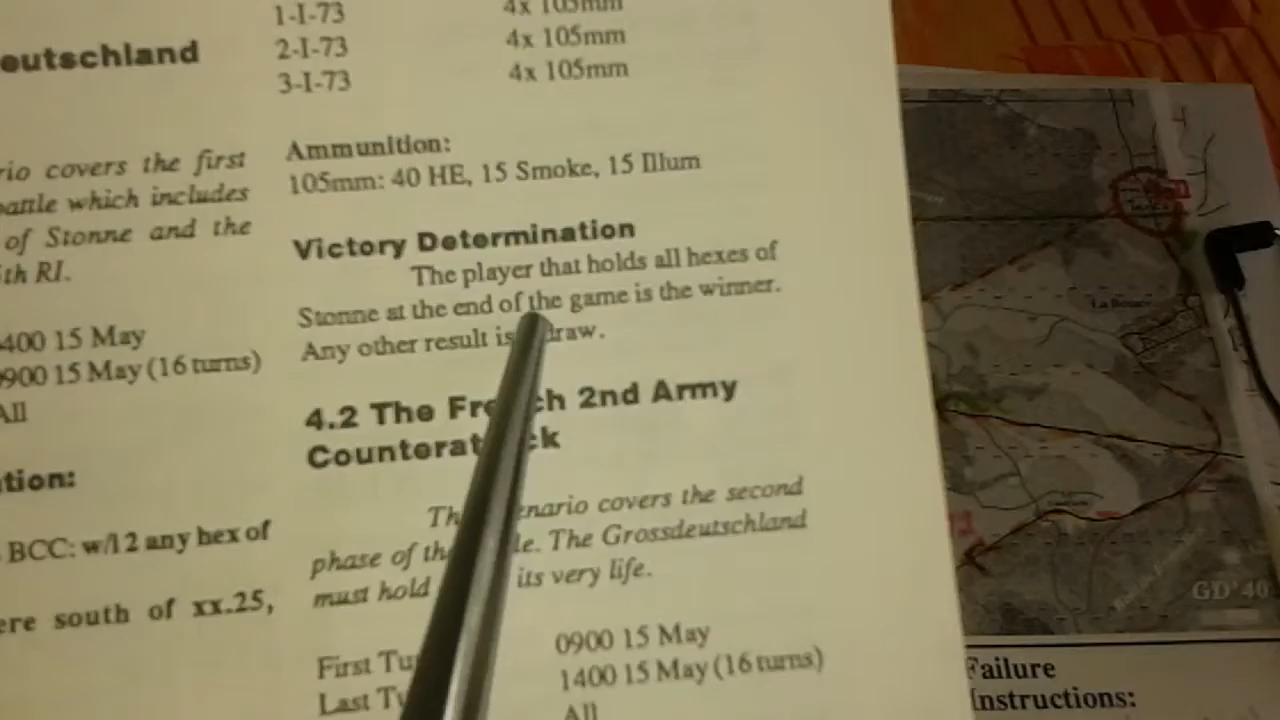 eutschland
rio covers the first
battle which includes
of Stonne and the
th RI.
400 15 May
900 15 May (16 turns)
All
tion:
BCC: w/i 2 any hex of
ere south of xx.25,
1-I-73 4x 105mm
2-I-73 4x 105mm
3-I-73 4x 105mm
Ammunition:
105mm: 40 HE, 15 Smoke, 15 Illum
Victory Determination
The player that holds all hexes of
Stonne at the end of the game is the winner.
Any other result is draw.
4.2 The Fr ch 2nd Army
Counterat ck
Th enario covers the second
phase of th le. The Grossdeutschland
must hold its very life.
First Tu 0900 15 May
Last Tu 1400 15 May (16 turns)
All
GD'40
Failure
Instructions: